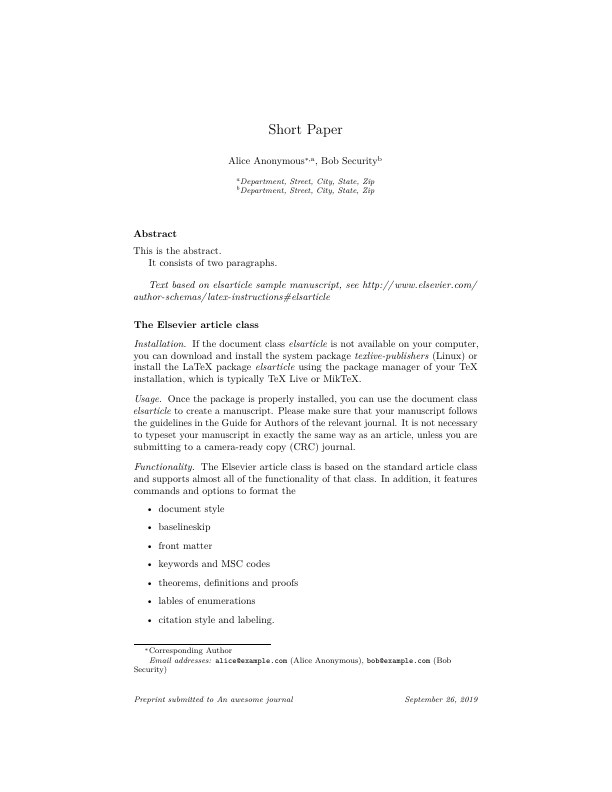 Short Paper
Alice Anonymous*,a, Bob Securityb
aDepartment, Street, City, State, Zip
bDepartment, Street, City, State, Zip
Abstract
This is the abstract.
It consists of two paragraphs.
Text based on elsarticle sample manuscript, see http://www.elsevier.com/
author-schemas/latex-instructions#elsarticle
The Elsevier article class
Installation. If the document class elsarticle is not available on your computer,
you can download and install the system package texlive-publishers (Linux) or
install the LaTeX package elsarticle using the package manager of your TeX
installation, which is typically TeX Live or MikTeX.
Usage. Once the package is properly installed, you can use the document class
elsarticle to create a manuscript. Please make sure that your manuscript follows
the guidelines in the Guide for Authors of the relevant journal. It is not necessary
to typeset your manuscript in exactly the same way as an article, unless you are
submitting to a camera-ready copy (CRC) journal.
Functionality. The Elsevier article class is based on the standard article class
and supports almost all of the functionality of that class. In addition, it features
commands and options to format the
• document style
• baselineskip
• front matter
• keywords and MSC codes
• theorems, definitions and proofs
• lables of enumerations
• citation style and labeling.
*Corresponding Author
Email addresses: alice@example.com (Alice Anonymous), bob@example.com (Bob
Security)
Preprint submitted to An awesome journal September 26, 2019